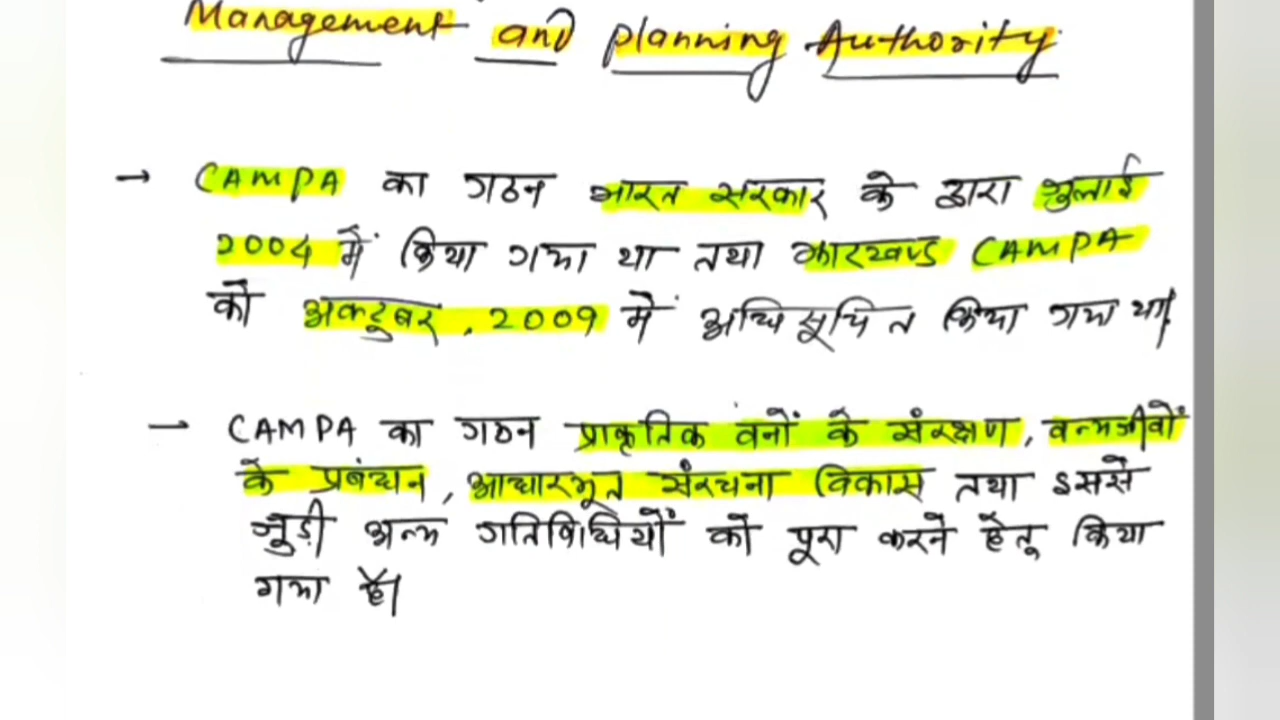 Management and planning Authority
→ CAMPA का गठन भारत सरकार के द्वारा जुलाई
2004 में किया गया था तथा झारखण्ड CAMPA
को अक्टुबर, 2009 में अधिसूचित किया गया था।
→ CAMPA का गठन प्राकृतिक वनों के संरक्षण, वन्यजीवों
के प्रबंधन, आधारभूत संरचना विकास तथा इससे
जुड़ी अन्य गतिविधियों को पूरा करने हेतू किया
गया है।